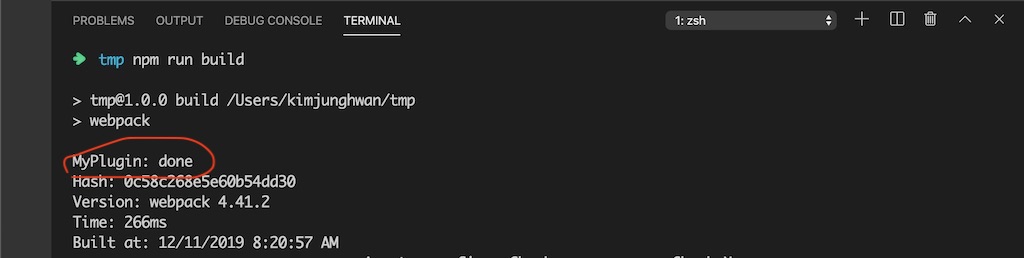 PROBLEMS OUTPUT DEBUG CONSOLE TERMINAL 1: zsh
tmp npm run build
> tmp@1.0.0 build /Users/kimjunghwan/tmp
> webpack
MyPlugin: done
Hash: 0c58c268e5e60b54dd30
Version: webpack 4.41.2
Time: 266ms
Built at: 12/11/2019 8:20:57 AM